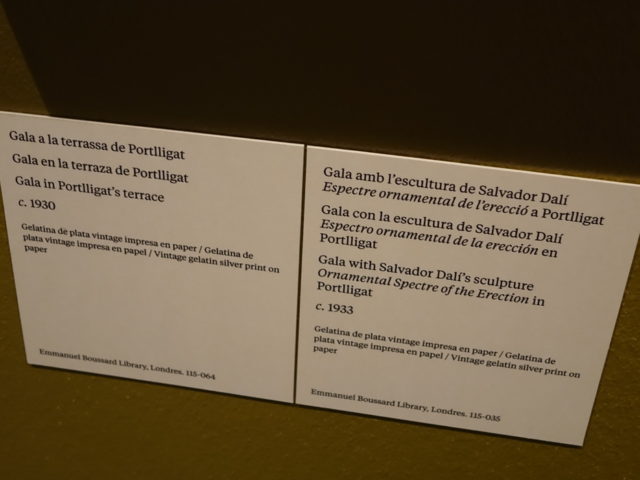 Gala a la terrassa de Portlligat
Gala en la terraza de Portlligat
Gala in Portlligat's terrace
c. 1930
Gelatina de plata vintage impresa en paper / Gelatina de
plata vintage impresa en papel / Vintage gelatin silver print on
paper
Emmanuel Boussard Library, Londres. 115-064
Gala amb l'escultura de Salvador Dalí
Espectre ornamental de l'erecció a Portlligat
Gala con la escultura de Salvador Dalí
Espectro ornamental de la erección en
Portlligat
Gala with Salvador Dalí's sculpture
Ornamental Spectre of the Erection in
Portlligat
c. 1933
Gelatina de plata vintage impresa en paper / Gelatina de
plata vintage impresa en papel / Vintage gelatin silver print on
paper
Emmanuel Boussard Library, Londres. 115-035